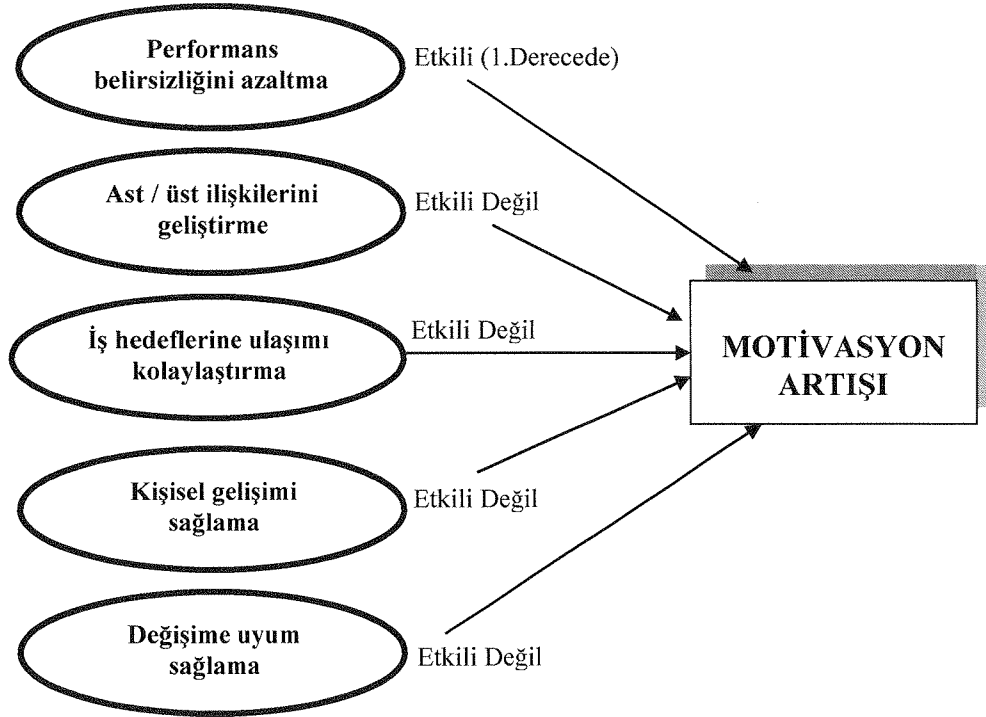 Performans
belirsizliğini azaltma
Etkili (1.Derecede)
Ast / üst ilişkilerini
geliştirme
Etkili Değil
İş hedeflerine ulaşımı
kolaylaştırma
Etkili Değil
MOTİVASYON
ARTIŞI
Kişisel gelişimi
sağlama
Etkili Değil
Değişime uyum
sağlama
Etkili Değil